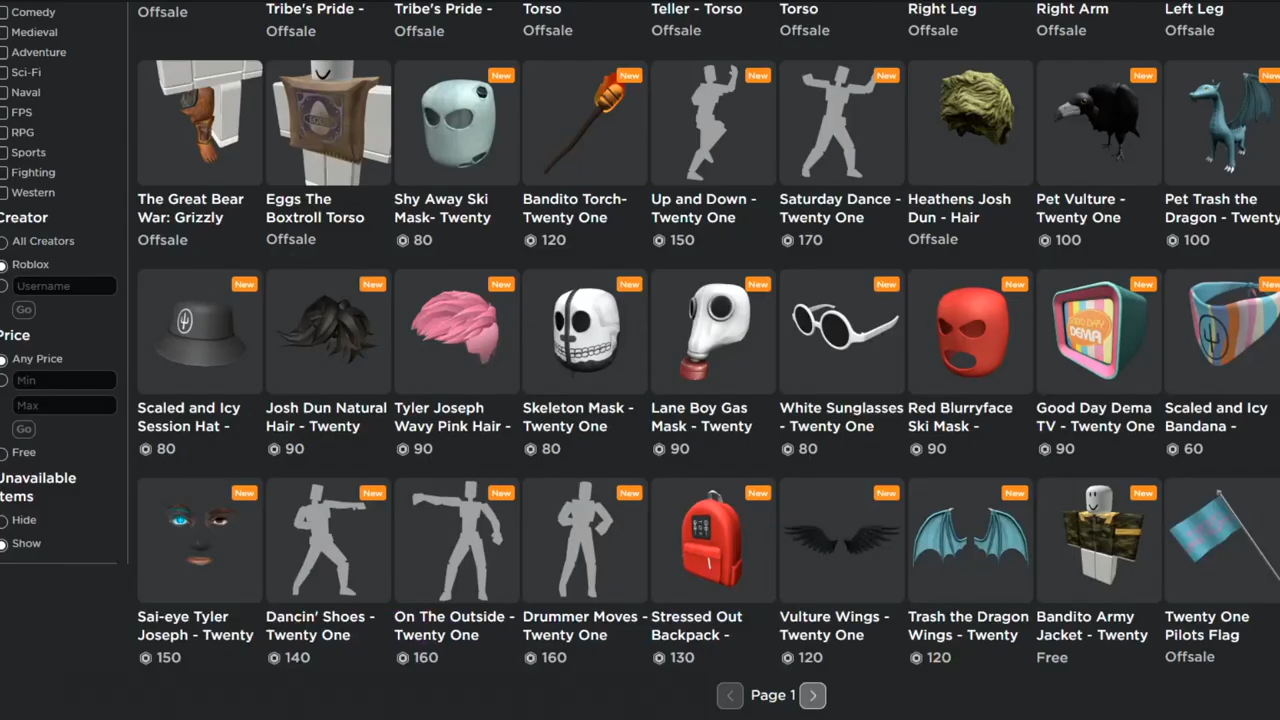 Comedy
Medieval
Adventure
Sci-Fi
Naval
FPS
RPG
Sports
Fighting
Western
Creator
All Creators
Roblox
Username
Go
Price
Any Price
Min
Max
Go
Free
Unavailable
Items
Hide
Show
Offsale
Tribe's Pride -
Offsale
Tribe's Pride -
Offsale
Torso
Offsale
Teller - Torso
Offsale
Torso
Offsale
Right Leg
Offsale
Right Arm
Offsale
Left Leg
Offsale
The Great Bear
War: Grizzly
Offsale
Eggs The
Boxtroll Torso
Offsale
New
Shy Away Ski
Mask- Twenty
80
New
Bandito Torch-
Twenty One
120
New
Up and Down -
Twenty One
150
New
Saturday Dance -
Twenty One
170
Heathens Josh
Dun - Hair
Offsale
New
Pet Vulture -
Twenty One
100
New
Pet Trash the
Dragon - Twenty
100
New
Scaled and Icy
Session Hat -
80
New
Josh Dun Natural
Hair - Twenty
90
New
Tyler Joseph
Wavy Pink Hair -
90
New
Skeleton Mask -
Twenty One
80
New
Lane Boy Gas
Mask - Twenty
90
New
White Sunglasses
- Twenty One
80
New
Red Blurryface
Ski Mask -
90
New
GOOD DAY
DEMA
Good Day Dema
TV - Twenty One
90
New
Scaled and Icy
Bandana -
60
New
Sai-eye Tyler
Joseph - Twenty
150
New
Dancin' Shoes -
Twenty One
140
New
On The Outside -
Twenty One
160
New
Drummer Moves -
Twenty One
160
New
Stressed Out
Backpack -
130
New
Vulture Wings -
Twenty One
120
New
Trash the Dragon
Wings - Twenty
120
New
Bandito Army
Jacket - Twenty
Free
Twenty One
Pilots Flag
Offsale
Page 1